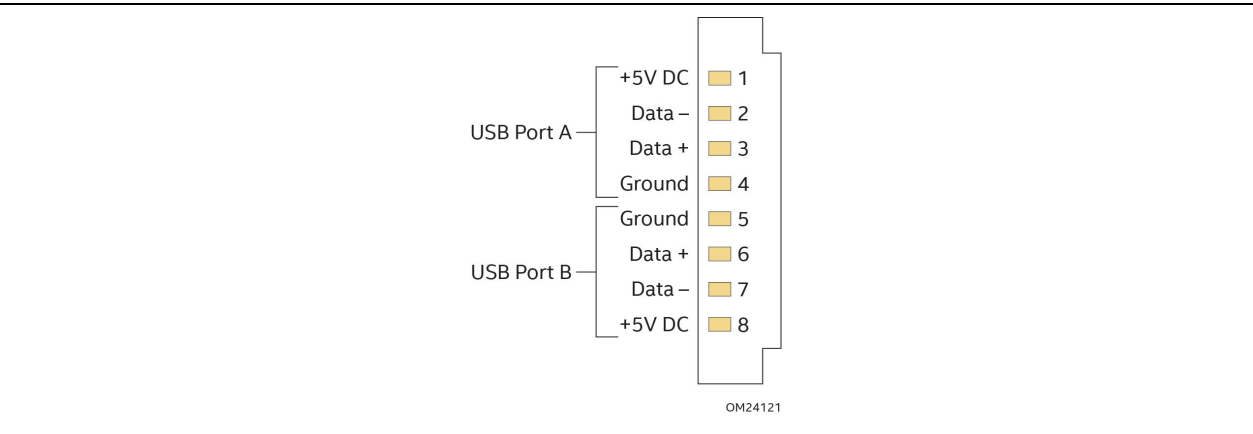 +5V DC 1
Data – 2
USB Port A
Data + 3
Ground 4
Ground 5
Data + 6
USB Port B
Data – 7
+5V DC 8
OM24121